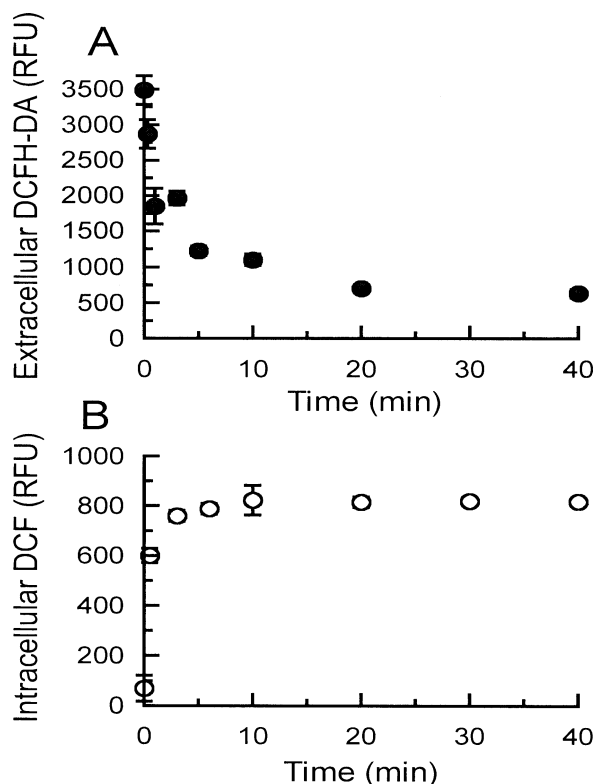 A
Extracellular DCFH-DA (RFU)
3500
3000
2500
2000
1500
1000
500
0
0 10 20 30 40
Time (min)
B
Intracellular DCF (RFU)
1000
800
600
400
200
0
0 10 20 30 40
Time (min)